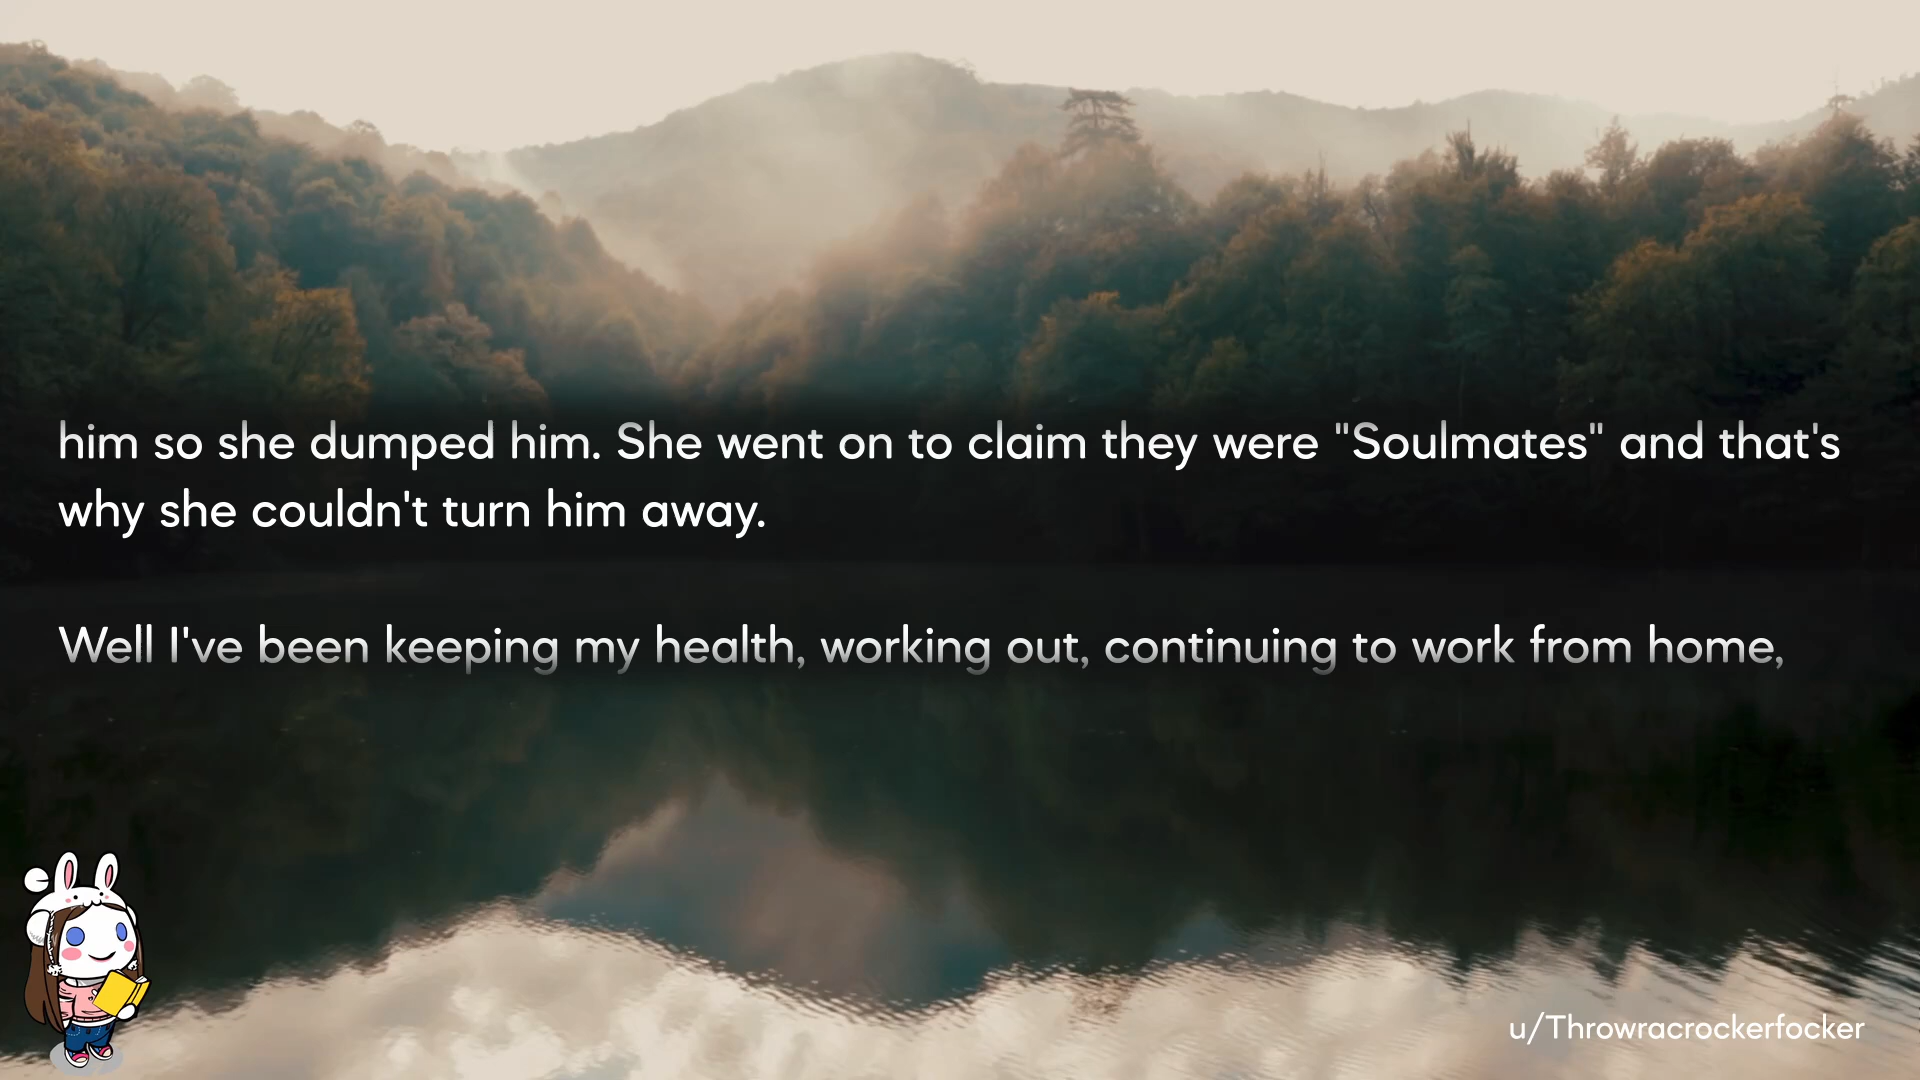 him so she dumped him. She went on to claim they were "Soulmates" and that's
why she couldn't turn him away.
Well I've been keeping my health, working out, continuing to work from home,
u/Throwracrockerfocker